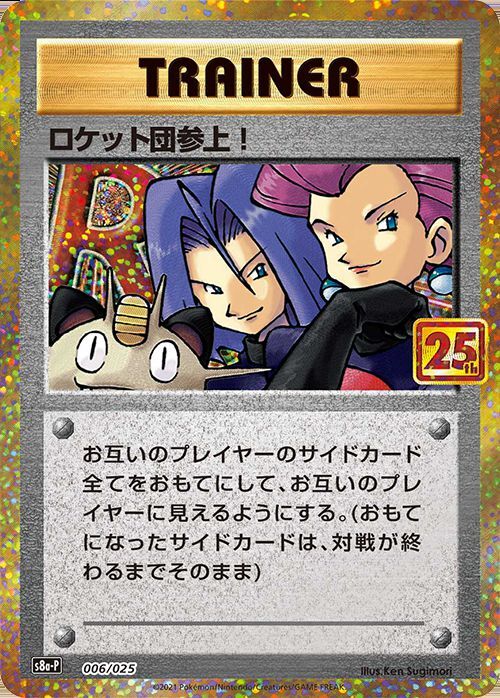 TRAINER
ロケット団参上！
25th
お互いのプレイヤーのサイドカード
全てをおもてにして、お互いのプレ
イヤーに見えるようにする。(おもて
になったサイドカードは、対戦が終
わるまでそのまま)
s8a-P 006/025
Illus.Ken Sugimori
©2021 Pokémon/Nintendo/Creatures/GAME FREAK.